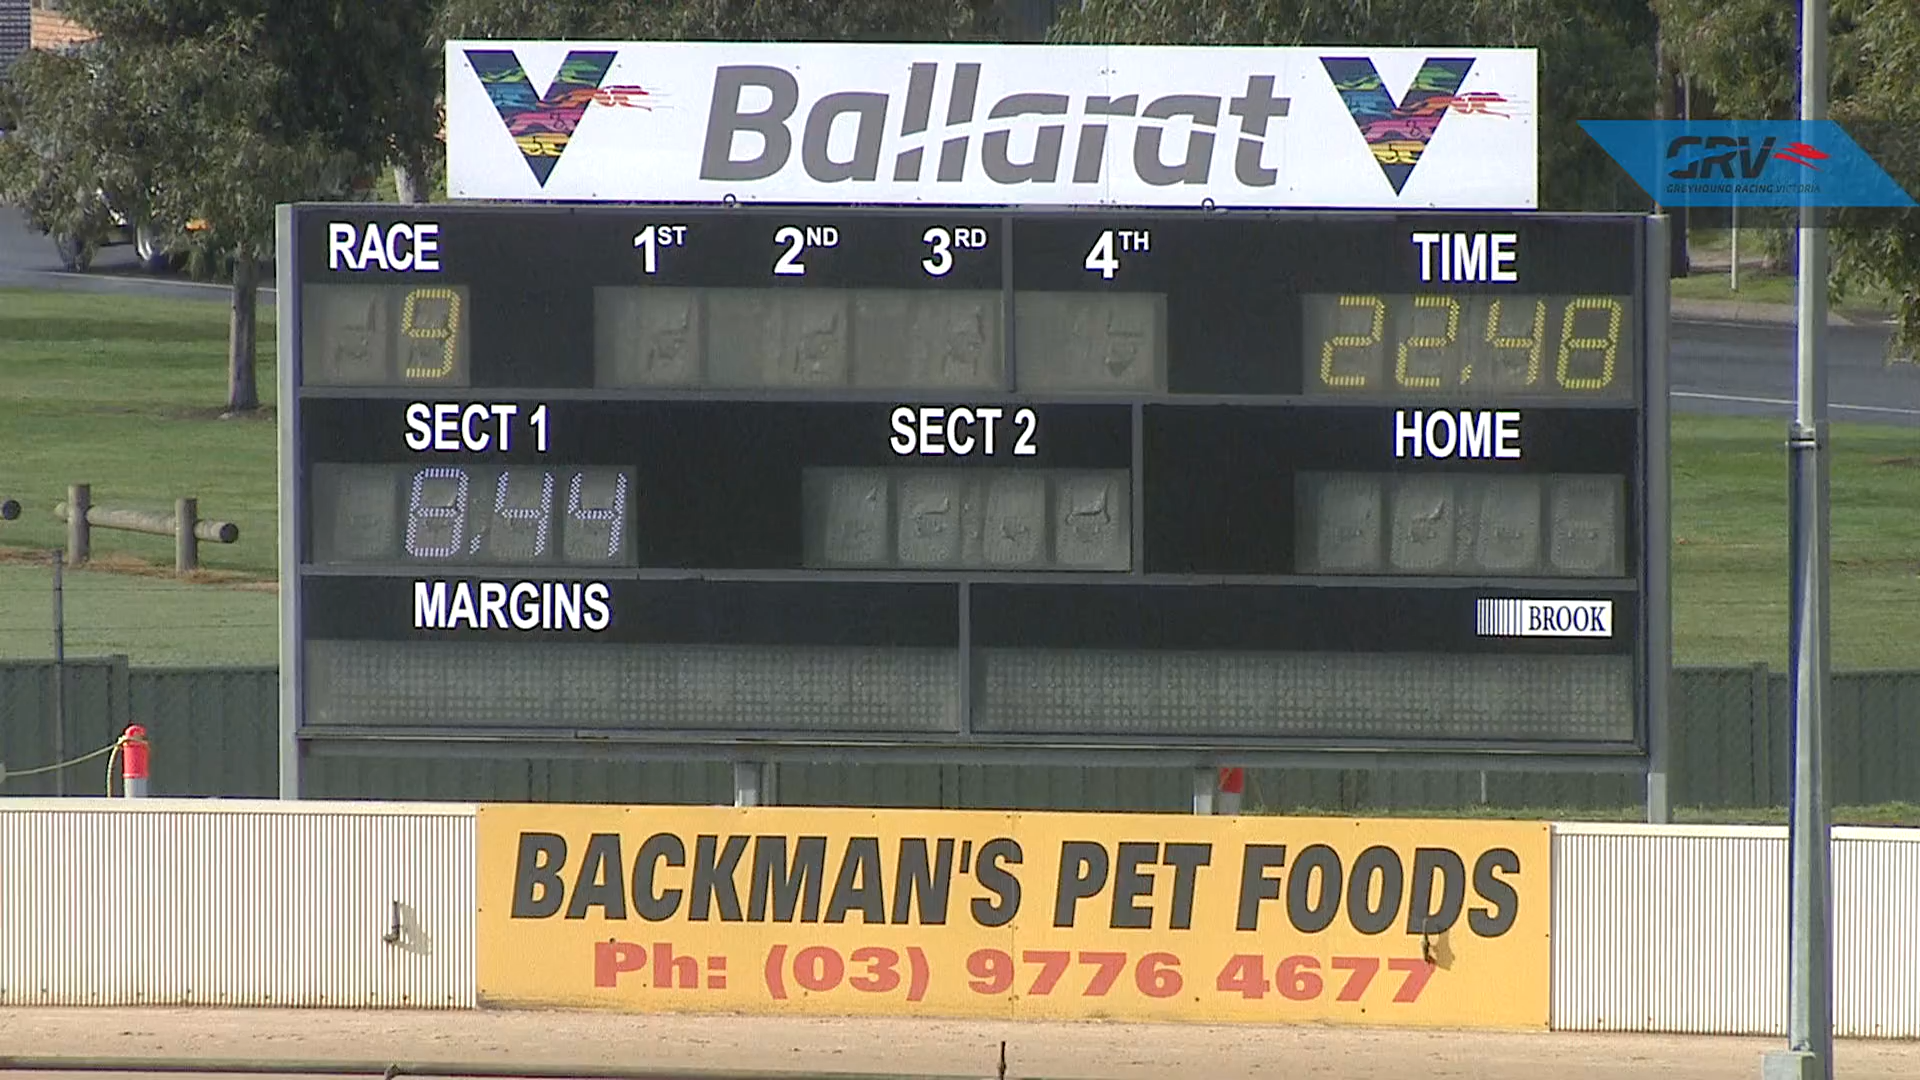 Ballarat
GRV
GREYHOUND RACING VICTORIA
RACE 1ST 2ND 3RD 4TH TIME
9 22.48
SECT 1 SECT 2 HOME
8.44
MARGINS
BROOK
BACKMAN'S PET FOODS
Ph: (03) 9776 4677